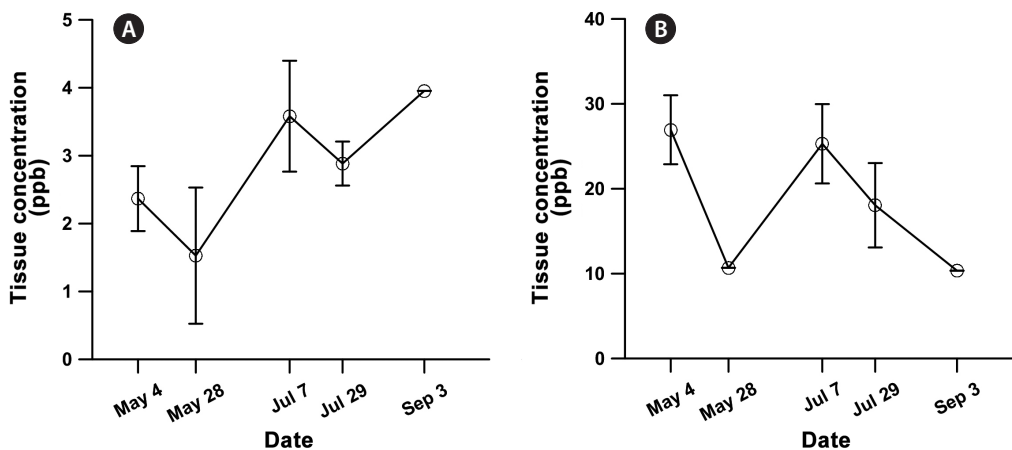 A
Tissue concentration
(ppb)
5
4
3
2
1
0
May 4
May 28
Jul 7
Jul 29
Sep 3
Date
B
Tissue concentration
(ppb)
40
30
20
10
0
May 4
May 28
Jul 7
Jul 29
Sep 3
Date